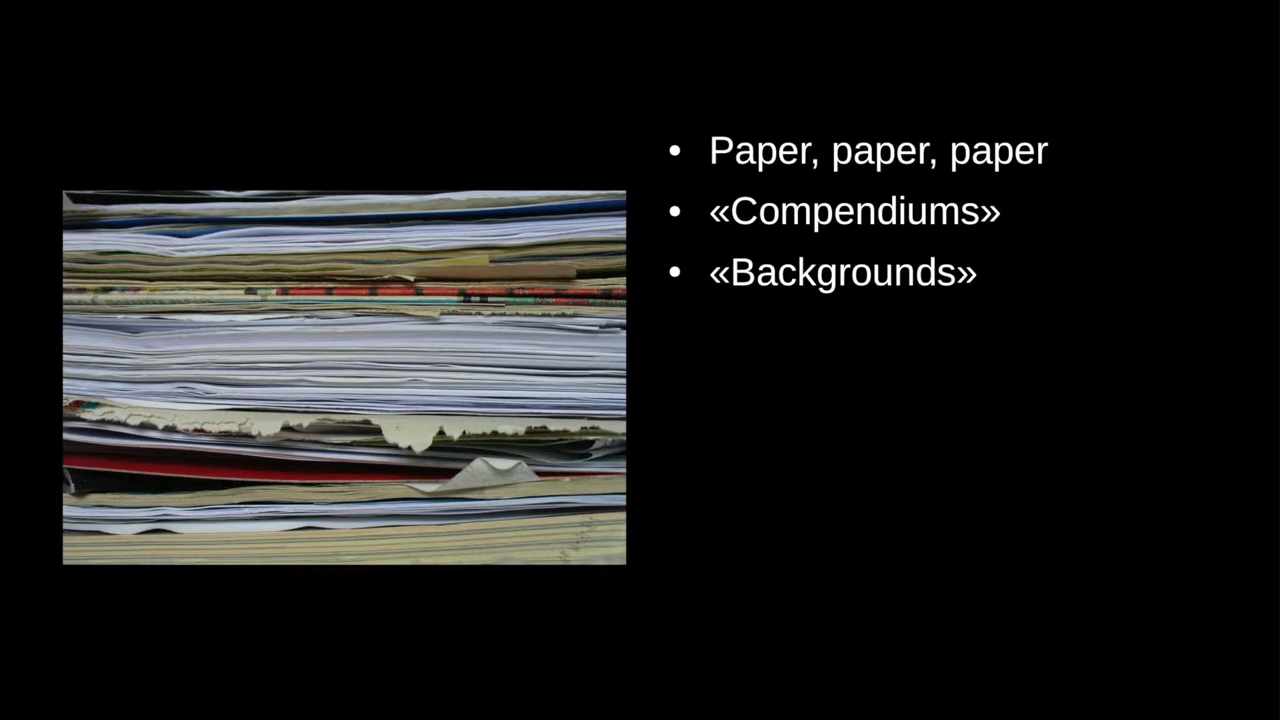 • Paper, paper, paper
• «Compendiums»
• «Backgrounds»